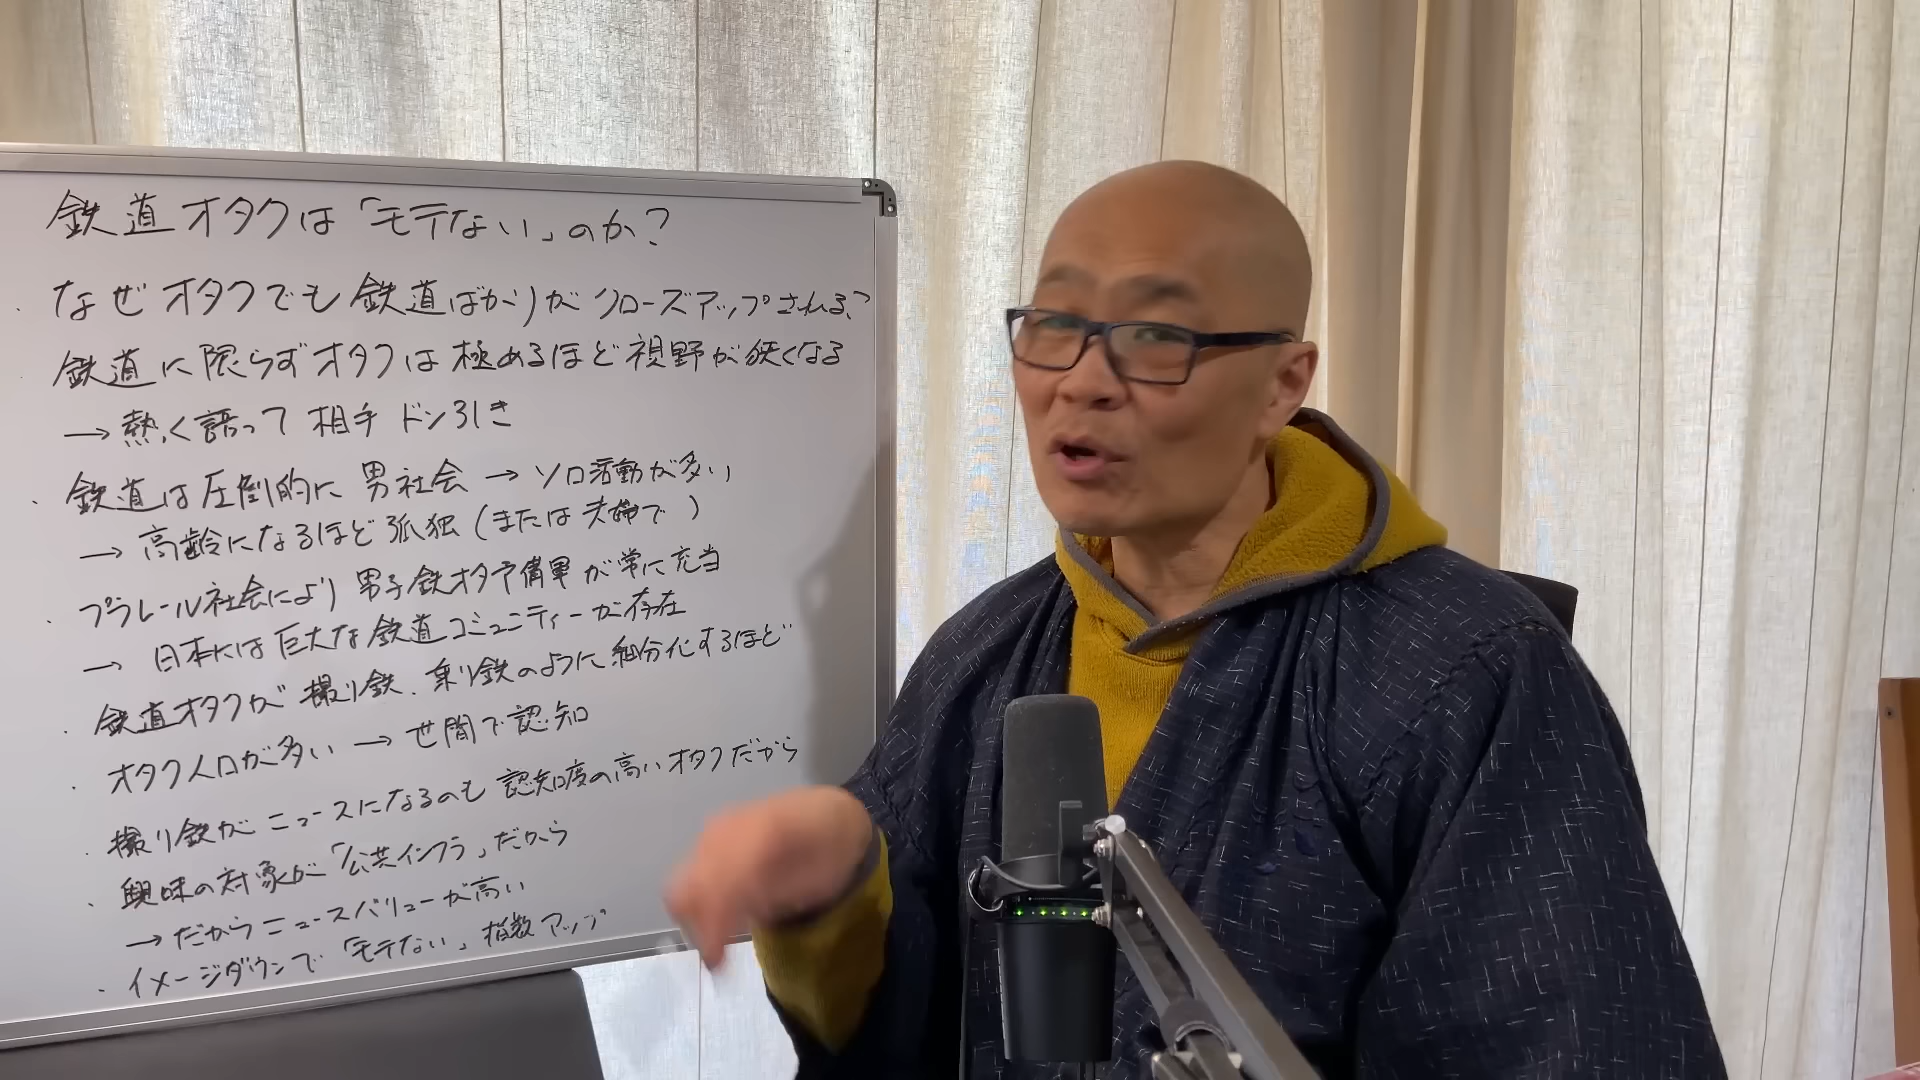 鉄道オタクは「モテない」のか?
・なぜオタクでも鉄道ばかりがクローズアップされる?
・鉄道に限らずオタクは極めるほど視野が狭くなる
→熱く語って相手ドン引き
・鉄道は圧倒的に男社会→ソロ活動が多い
→高齢になるほど孤独(または夫婦で)
・プラレール社会により男子鉄オタ予備軍が常に充当
→日本には巨大な鉄道コミュニティーが存在
・鉄道オタクが撮り鉄、乗り鉄のように細分化するほど
・オタク人口が多い→世間で認知
・撮り鉄がニュースになるのも認知度の高いオタクだから
・興味の対象が「公共インフラ」だから
→だからニュースバリューが高い
・イメージダウンで「モテない」指数アップ